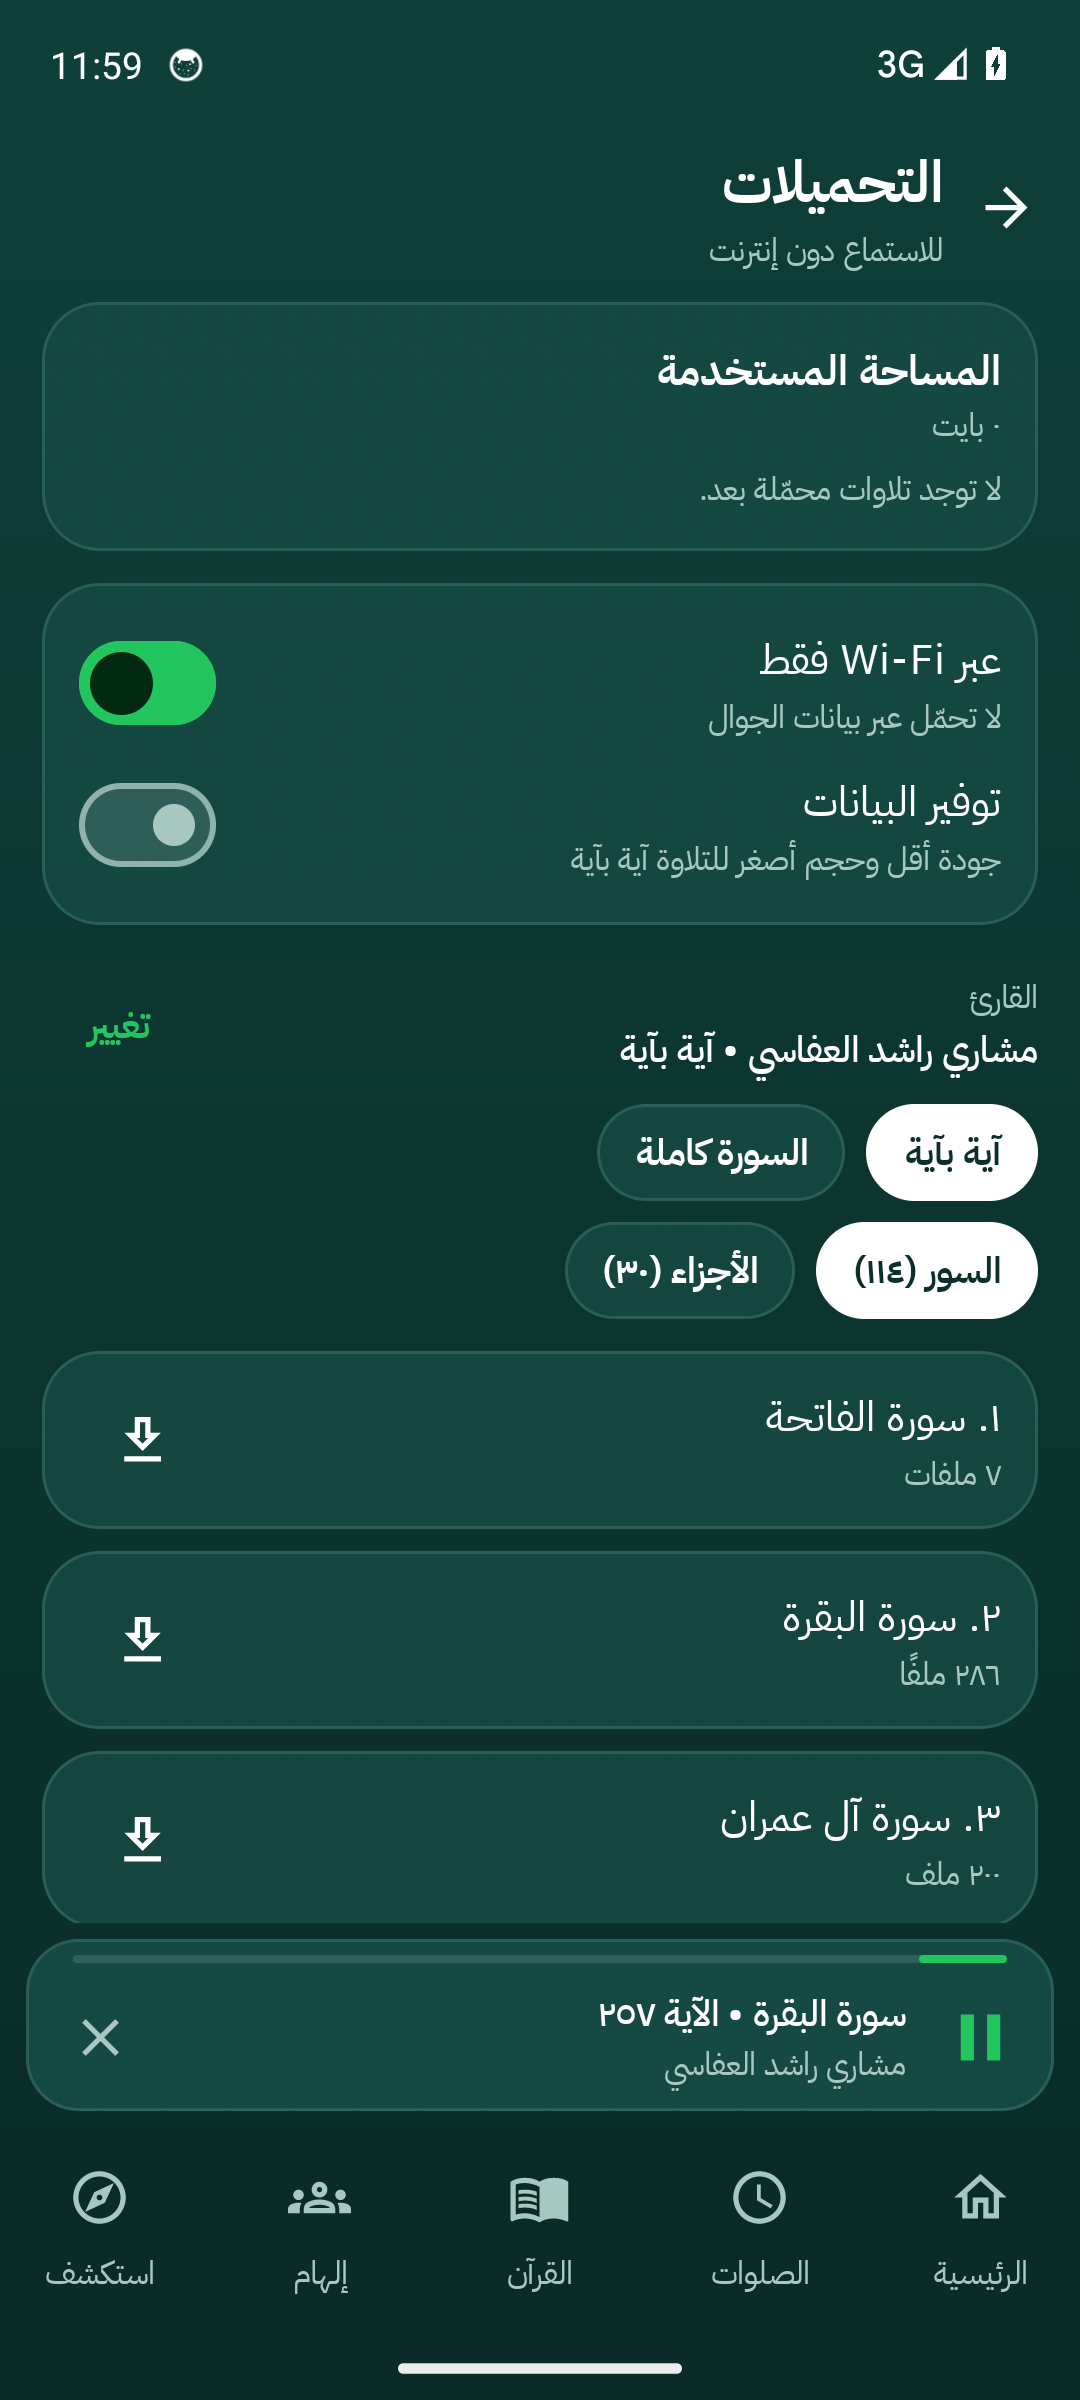 11:59
3G
التحميلات
للاستماع دون إنترنت
المساحة المستخدمة
٠ بايت
لا توجد تلاوات محمّلة بعد.
عبر Wi-Fi فقط
لا تحمّل عبر بيانات الجوال
توفير البيانات
جودة أقل وحجم أصغر للتلاوة آية بآية
القارئ
مشاري راشد العفاسي • آية بآية
تغيير
آية بآية
السورة كاملة
السور (١١٤)
الأجزاء (٣٠)
١. سورة الفاتحة
٧ ملفات
٢. سورة البقرة
٢٨٦ ملفًا
٣. سورة آل عمران
٢٠٠ ملف
سورة البقرة • الآية ٢٥٧
مشاري راشد العفاسي
الرئيسية
الصلوات
القرآن
إلهام
استكشف